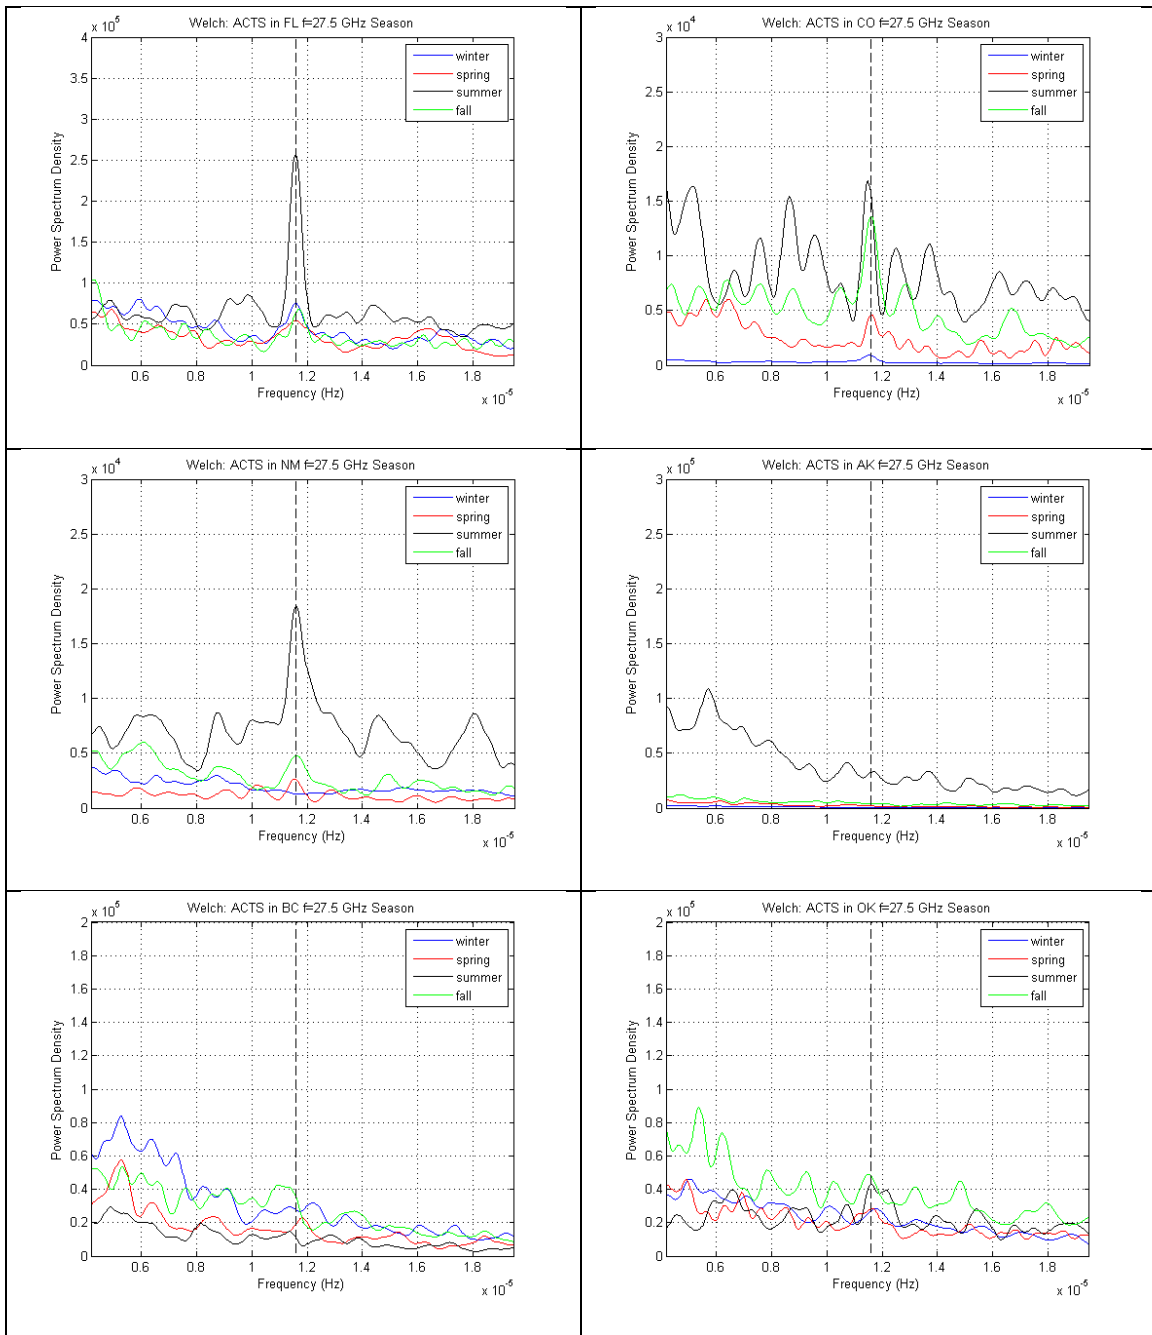 x 10^5
Welch: ACTS in FL f=27.5 GHz Season
4
3.5
3
2.5
2
1.5
1
0.5
0
Power Spectrum Density
winter
spring
summer
fall
0.6 0.8 1 1.2 1.4 1.6 1.8
Frequency (Hz)
x 10^-5
x 10^4
Welch: ACTS in CO f=27.5 GHz Season
3
2.5
2
1.5
1
0.5
0
Power Spectrum Density
winter
spring
summer
fall
0.6 0.8 1 1.2 1.4 1.6 1.8
Frequency (Hz)
x 10^-5
x 10^4
Welch: ACTS in NM f=27.5 GHz Season
3
2.5
2
1.5
1
0.5
0
Power Spectrum Density
winter
spring
summer
fall
0.6 0.8 1 1.2 1.4 1.6 1.8
Frequency (Hz)
x 10^-5
x 10^5
Welch: ACTS in AK f=27.5 GHz Season
3
2.5
2
1.5
1
0.5
0
Power Spectrum Density
winter
spring
summer
fall
0.6 0.8 1 1.2 1.4 1.6 1.8
Frequency (Hz)
x 10^-5
x 10^5
Welch: ACTS in BC f=27.5 GHz Season
2
1.8
1.6
1.4
1.2
1
0.8
0.6
0.4
0.2
0
Power Spectrum Density
winter
spring
summer
fall
0.6 0.8 1 1.2 1.4 1.6 1.8
Frequency (Hz)
x 10^-5
x 10^5
Welch: ACTS in OK f=27.5 GHz Season
2
1.8
1.6
1.4
1.2
1
0.8
0.6
0.4
0.2
0
Power Spectrum Density
winter
spring
summer
fall
0.6 0.8 1 1.2 1.4 1.6 1.8
Frequency (Hz)
x 10^-5